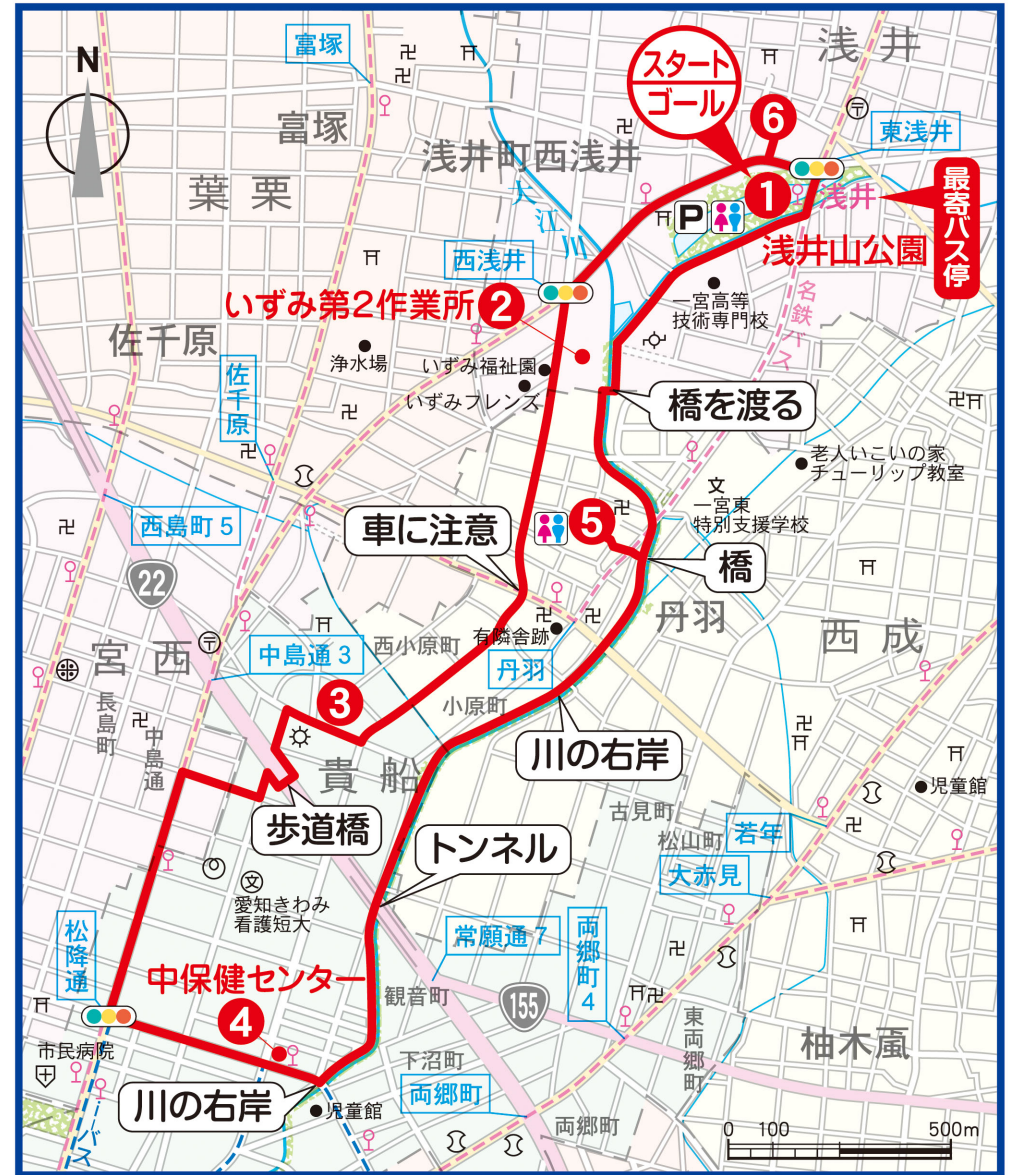 N
富塚
富塚
葉栗
浅井町西浅井
浅井
スタート
ゴール
6
東浅井
1
浅井
最寄バス停
浅井山公園
P
大江川
西浅井
いずみ第2作業所
2
一宮高等
技術専門校
名鉄バス
佐千原
浄水場
いずみ福祉園
いずみフレンズ
佐千原
橋を渡る
老人いこいの家
チューリップ教室
文
一宮東
特別支援学校
西島町5
車に注意
5
橋
22
丹羽
西成
宮西
中島通3
西小原町
有隣舎跡
丹羽
長島町
中島通
3
小原町
川の右岸
貴船
歩道橋
古見町
松山町
若年
児童館
トンネル
大赤見
文
愛知きわみ
看護短大
松降通
常願通7
両郷町4
中保健センター
4
観音町
155
東両郷町
柚木颪
市民病院
下沼町
川の右岸
児童館
両郷町
両郷町
i-バス
0 100 500m